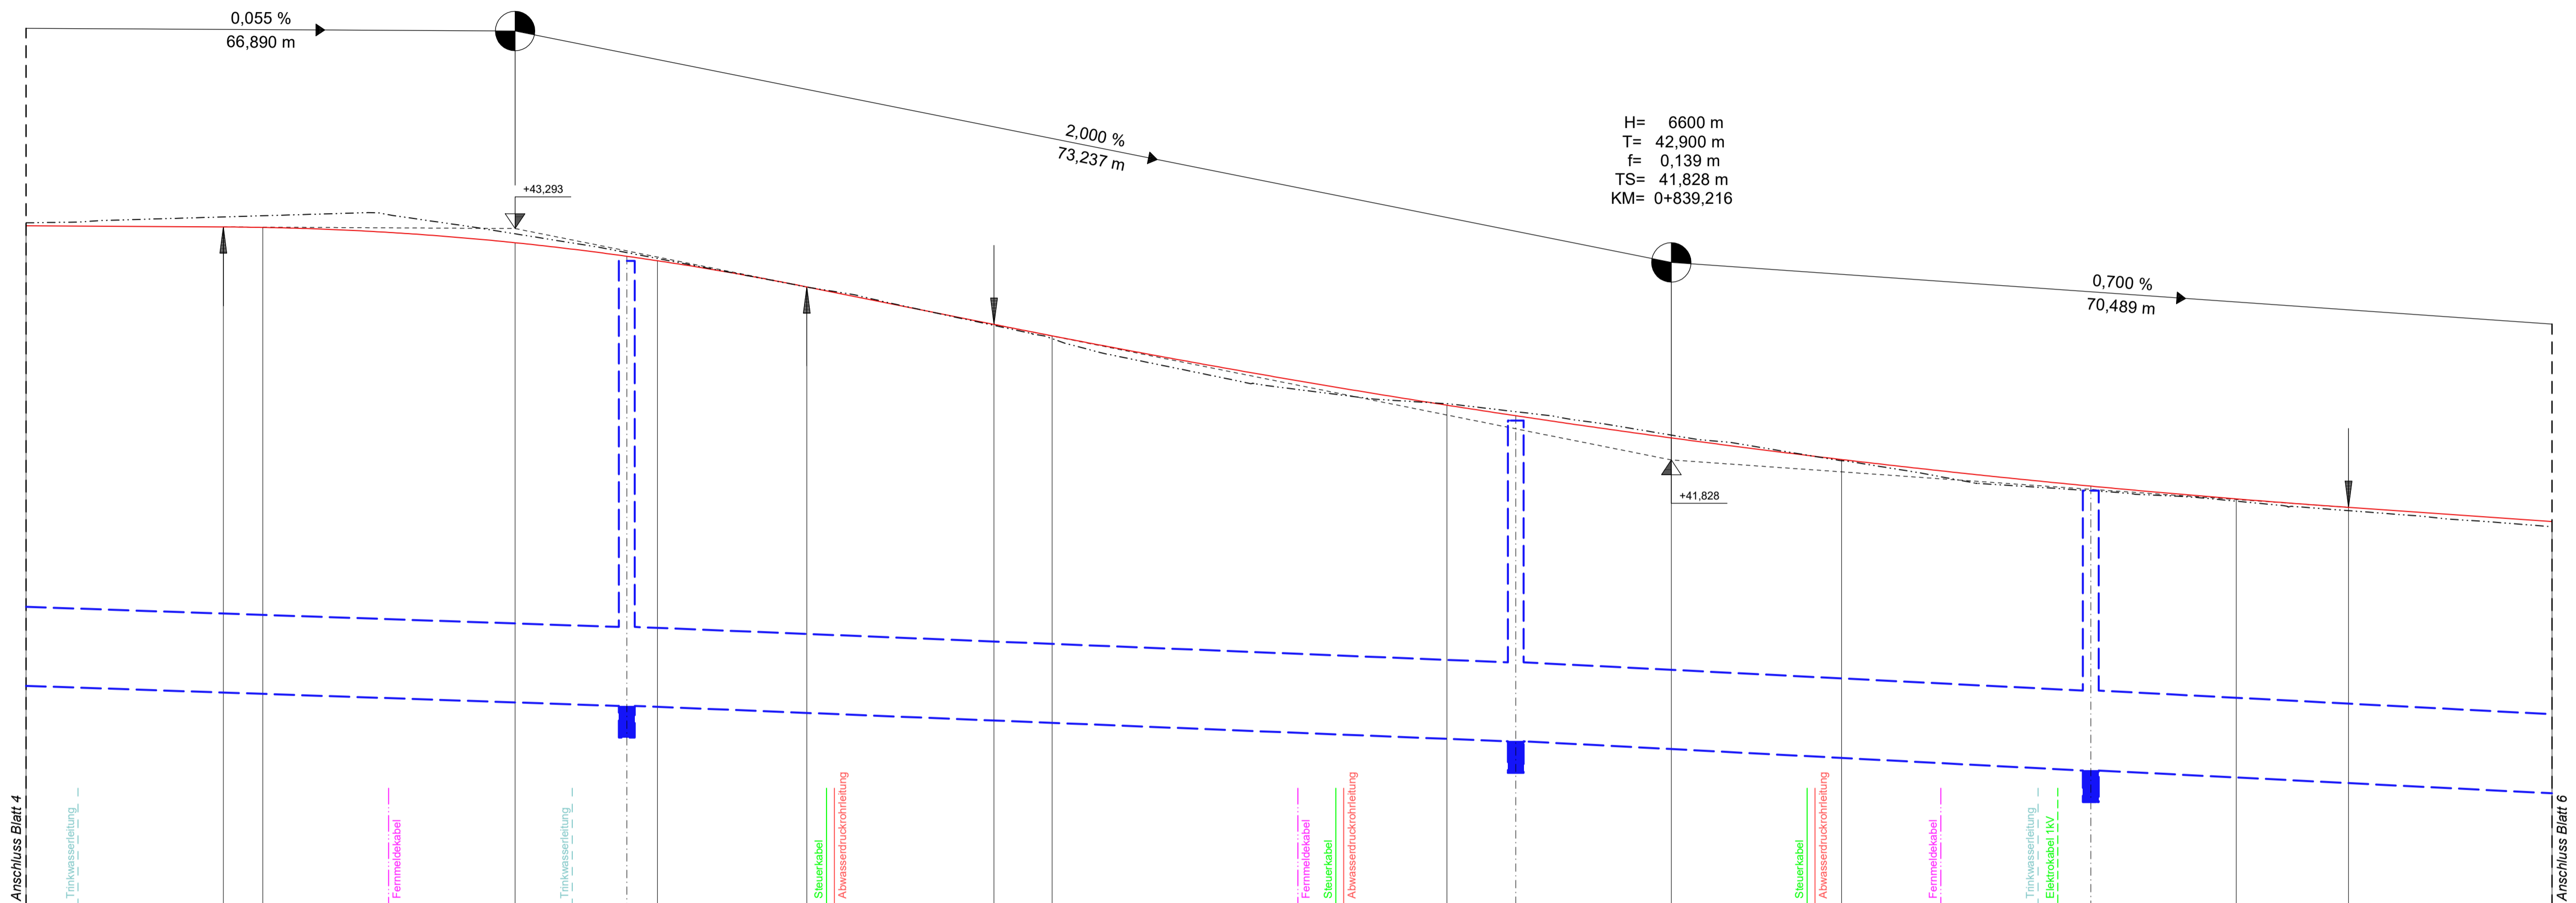 0,055 %
66,890 m
2,000 %
73,237 m
H= 6600 m
T= 42,900 m
f= 0,139 m
TS= 41,828 m
KM= 0+839,216
0,700 %
70,489 m
+43,293
+41,828
Anschluss Blatt 4
Trinkwasserleitung
Fernmeldekabel
Trinkwasserleitung
Steuerkabel
Abwasserdruckrohrleitung
Fernmeldekabel
Steuerkabel
Abwasserdruckrohrleitung
Steuerkabel
Abwasserdruckrohrleitung
Fernmeldekabel
Trinkwasserleitung
Elektrokabel 1kV
Anschluss Blatt 6